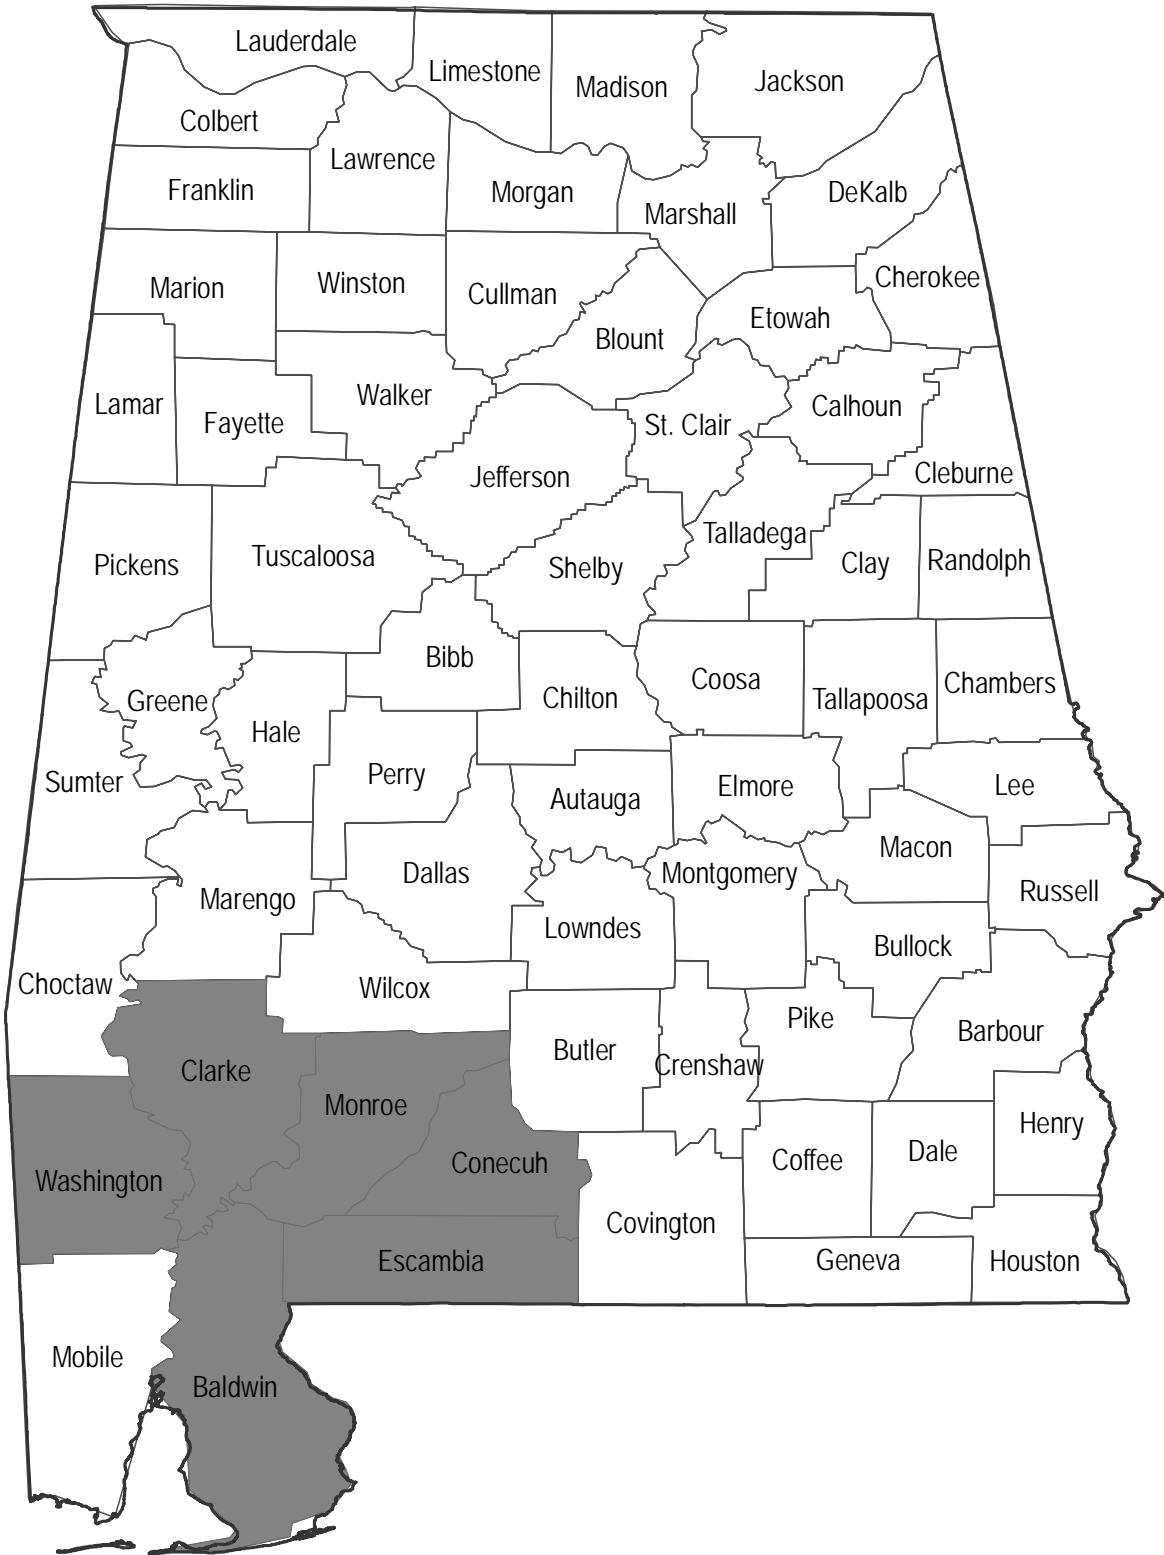 Lauderdale
Limestone
Madison
Jackson
Colbert
Lawrence
Franklin
Morgan
DeKalb
Marshall
Cherokee
Marion
Winston
Cullman
Etowah
Blount
Lamar
Fayette
Walker
St. Clair
Calhoun
Jefferson
Cleburne
Talladega
Pickens
Tuscaloosa
Shelby
Clay
Randolph
Bibb
Greene
Chilton
Coosa
Tallapoosa
Chambers
Hale
Sumter
Perry
Autauga
Elmore
Lee
Macon
Dallas
Montgomery
Marengo
Russell
Lowndes
Bullock
Choctaw
Wilcox
Pike
Butler
Barbour
Clarke
Crenshaw
Monroe
Henry
Washington
Conecuh
Coffee
Dale
Covington
Escambia
Geneva
Houston
Mobile
Baldwin